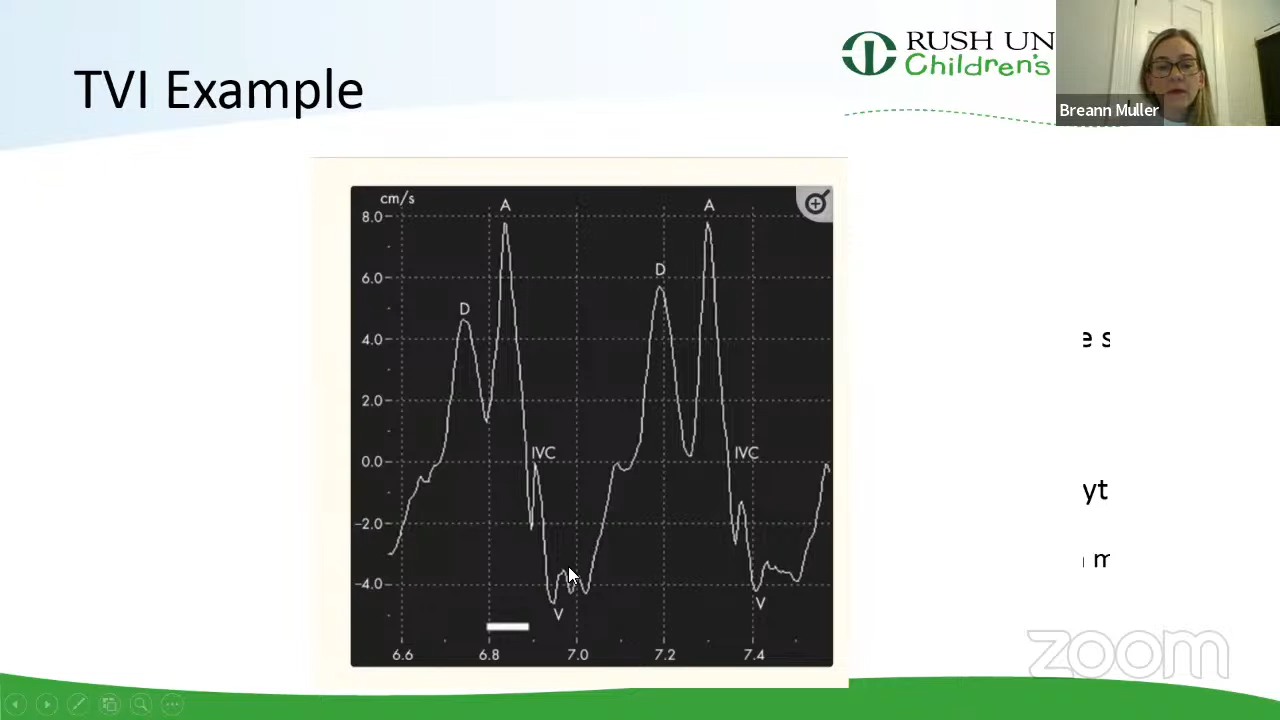 TVI Example
RUSH UN
Children's
Breann Muller
cm/s
8.0
6.0
4.0
2.0
0.0
-2.0
-4.0
A
A
D
D
IVC
IVC
V
V
6.6 6.8 7.0 7.2 7.4
e s
yt
m
zoom